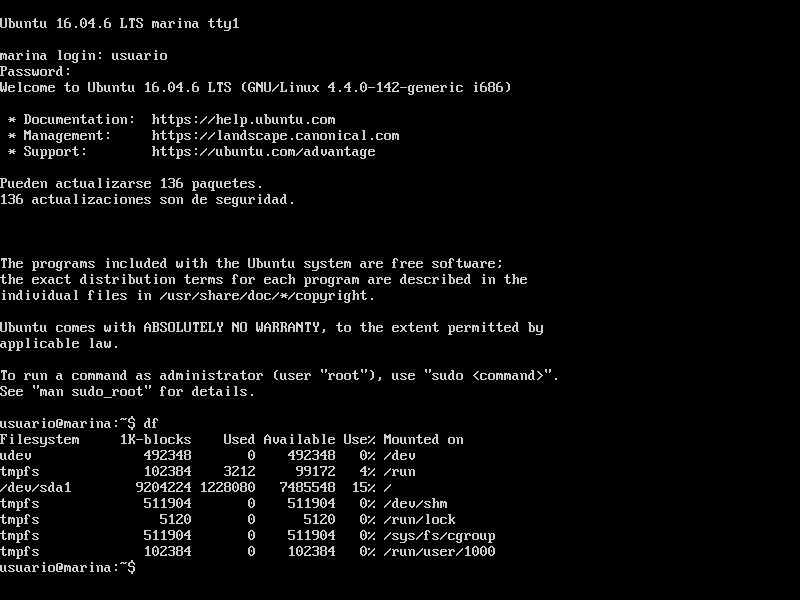 Ubuntu 16.04.6 LTS marina tty1
marina login: usuario
Password:
Welcome to Ubuntu 16.04.6 LTS (GNU/Linux 4.4.0-142-generic i686)
* Documentation:  https://help.ubuntu.com
* Management:     https://landscape.canonical.com
* Support:        https://ubuntu.com/advantage
Pueden actualizarse 136 paquetes.
136 actualizaciones son de seguridad.
The programs included with the Ubuntu system are free software;
the exact distribution terms for each program are described in the
individual files in /usr/share/doc/*/copyright.
Ubuntu comes with ABSOLUTELY NO WARRANTY, to the extent permitted by
applicable law.
To run a command as administrator (user "root"), use "sudo <command>".
See "man sudo_root" for details.
usuario@marina:~$ df
Filesystem     1K-blocks    Used Available Use% Mounted on
udev              492348       0    492348   0% /dev
tmpfs             102384    3212     99172   4% /run
/dev/sda1        9204224 1228080   7485548  15% /
tmpfs             511904       0    511904   0% /dev/shm
tmpfs               5120       0      5120   0% /run/lock
tmpfs             511904       0    511904   0% /sys/fs/cgroup
tmpfs             102384       0    102384   0% /run/user/1000
usuario@marina:~$